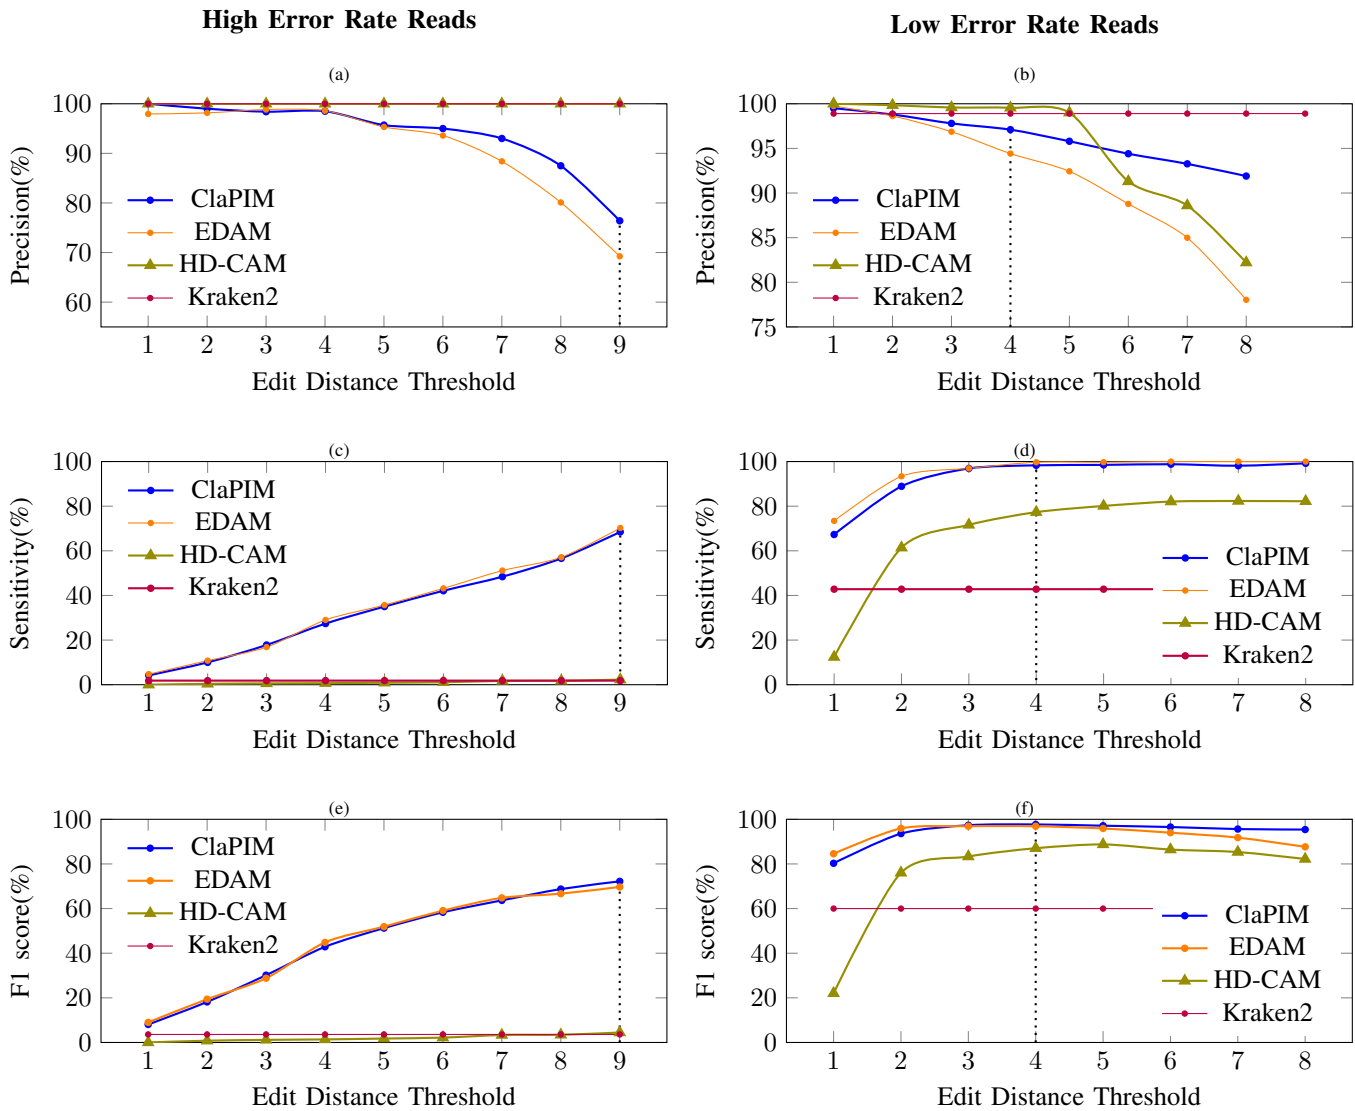 High Error Rate Reads
Low Error Rate Reads
(a)
100
90
80
70
60
Precision(%)
ClaPIM
EDAM
HD-CAM
Kraken2
1 2 3 4 5 6 7 8 9
Edit Distance Threshold
(b)
100
95
90
85
80
75
Precision(%)
ClaPIM
EDAM
HD-CAM
Kraken2
1 2 3 4 5 6 7 8
Edit Distance Threshold
(c)
100
80
60
40
20
0
Sensitivity(%)
ClaPIM
EDAM
HD-CAM
Kraken2
1 2 3 4 5 6 7 8 9
Edit Distance Threshold
(d)
100
80
60
40
20
0
Sensitivity(%)
ClaPIM
EDAM
HD-CAM
Kraken2
1 2 3 4 5 6 7 8
Edit Distance Threshold
(e)
100
80
60
40
20
0
F1 score(%)
ClaPIM
EDAM
HD-CAM
Kraken2
1 2 3 4 5 6 7 8 9
Edit Distance Threshold
(f)
100
80
60
40
20
0
F1 score(%)
ClaPIM
EDAM
HD-CAM
Kraken2
1 2 3 4 5 6 7 8
Edit Distance Threshold